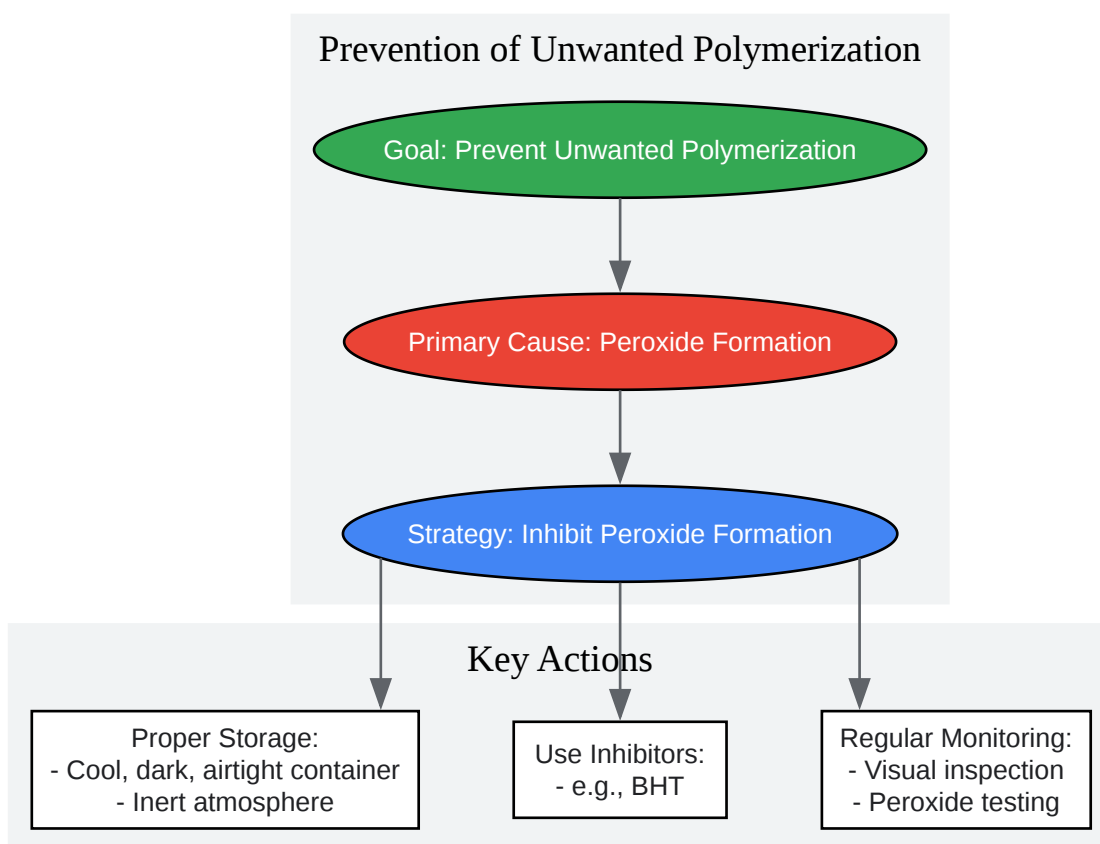 Prevention of Unwanted Polymerization
Goal: Prevent Unwanted Polymerization
Primary Cause: Peroxide Formation
Strategy: Inhibit Peroxide Formation
Key Actions
Proper Storage:
- Cool, dark, airtight container
- Inert atmosphere
Use Inhibitors:
- e.g., BHT
Regular Monitoring:
- Visual inspection
- Peroxide testing